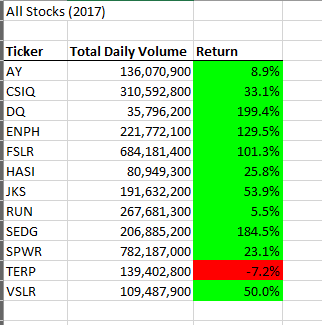 All Stocks (2017)
Ticker Total Daily Volume Return
AY 136,070,900 8.9%
CSIQ 310,592,800 33.1%
DQ 35,796,200 199.4%
ENPH 221,772,100 129.5%
FSLR 684,181,400 101.3%
HASI 80,949,300 25.8%
JKS 191,632,200 53.9%
RUN 267,681,300 5.5%
SEDG 206,885,200 184.5%
SPWR 782,187,000 23.1%
TERP 139,402,800 -7.2%
VSLR 109,487,900 50.0%